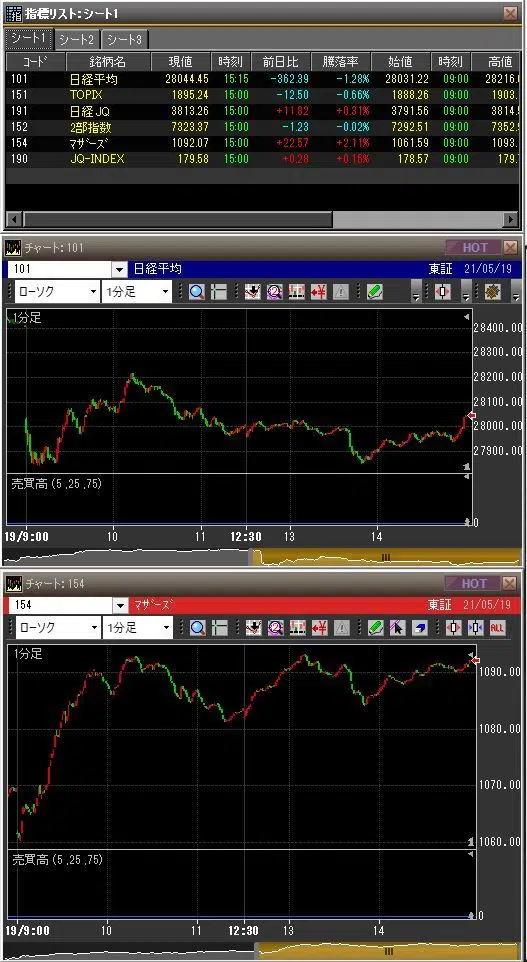 指標リスト:シート1
シート1 シート2 シート3
コード 銘柄名 現値 時刻 前日比 騰落率 始値 時刻 高値
101 日経平均 28044.45 15:15 -362.39 -1.28% 28031.22 09:00 28216.
151 TOPIX 1895.24 15:00 -12.50 -0.66% 1888.26 09:00 1903.
191 日経JQ 3813.26 15:00 +11.82 +0.31% 3791.56 09:00 3814.
152 2部指数 7323.37 15:00 -1.23 -0.02% 7292.51 09:00 7352.
154 マザーズ 1092.07 15:00 +22.57 +2.11% 1061.59 09:00 1093.
190 JQ-INDEX 179.58 15:00 +0.28 +0.16% 178.57 09:00 179.
チャート:101 HOT
101 日経平均 東証 21/05/19
ローソク 1分足
1分足
28400.00
28300.00
28200.00
28100.00
28000.00
27900.00
売買高(5,25,75)
0
19/9:00 10 11 12:30 13 14
チャート:154 HOT
154 マザーズ 東証 21/05/19
ローソク 1分足 ALL
1分足
1090.00
1080.00
1070.00
1060.00
売買高(5,25,75)
0
19/9:00 10 11 12:30 13 14